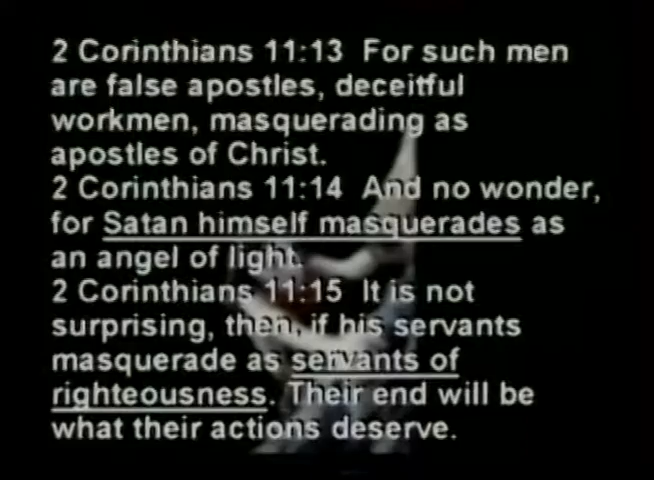 2 Corinthians 11:13  For such men
are false apostles, deceitful
workmen, masquerading as
apostles of Christ.
2 Corinthians 11:14  And no wonder,
for Satan himself masquerades as
an angel of light.
2 Corinthians 11:15  It is not
surprising, then, if his servants
masquerade as servants of
righteousness. Their end will be
what their actions deserve.